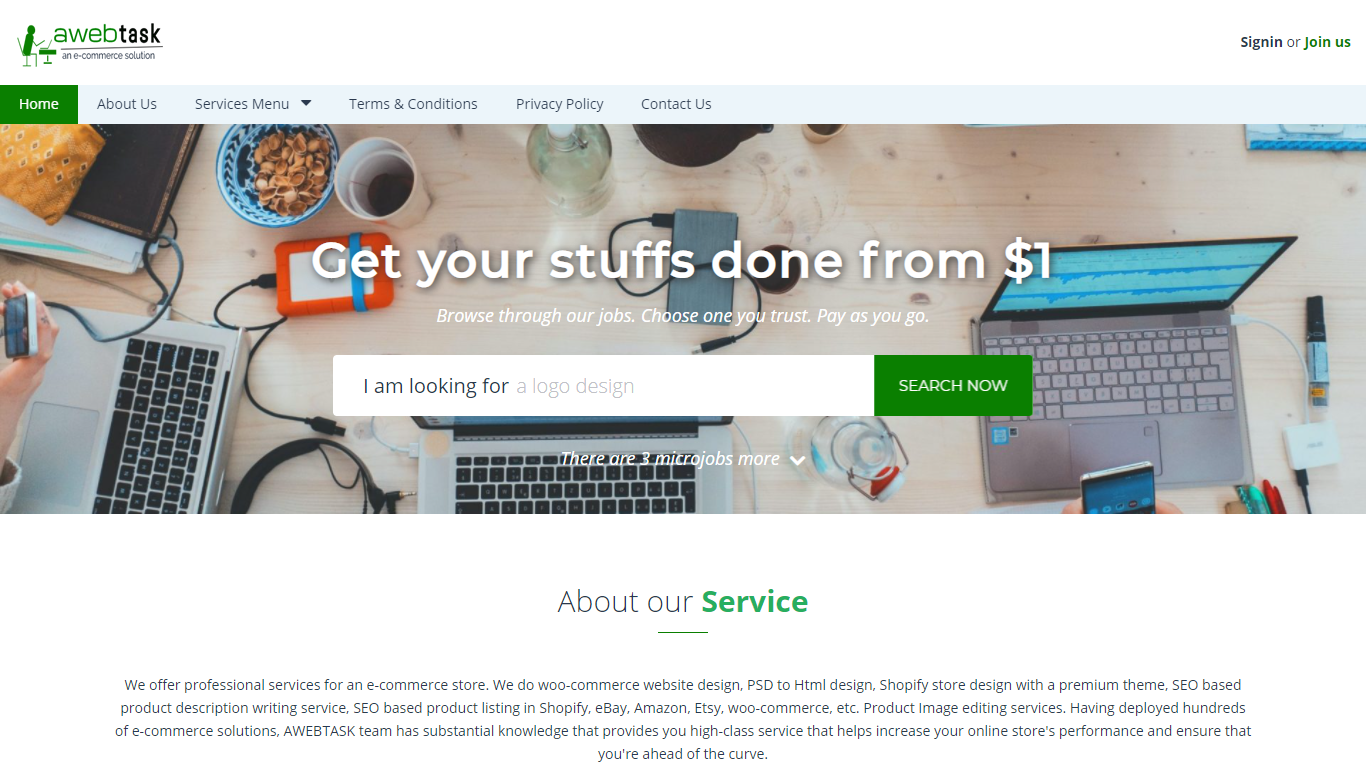 awebtask
an e-commerce solution
Signin or Join us
Home About Us Services Menu Terms & Conditions Privacy Policy Contact Us
Get your stuffs done from $1
Browse through our jobs. Choose one you trust. Pay as you go.
I am looking for a logo design SEARCH NOW
There are 3 microjobs more
About our Service
We offer professional services for an e-commerce store. We do woo-commerce website design, PSD to Html design, Shopify store design with a premium theme, SEO based
product description writing service, SEO based product listing in Shopify, eBay, Amazon, Etsy, woo-commerce, etc. Product Image editing services. Having deployed hundreds
of e-commerce solutions, AWEBTASK team has substantial knowledge that provides you high-class service that helps increase your online store's performance and ensure that
you're ahead of the curve.